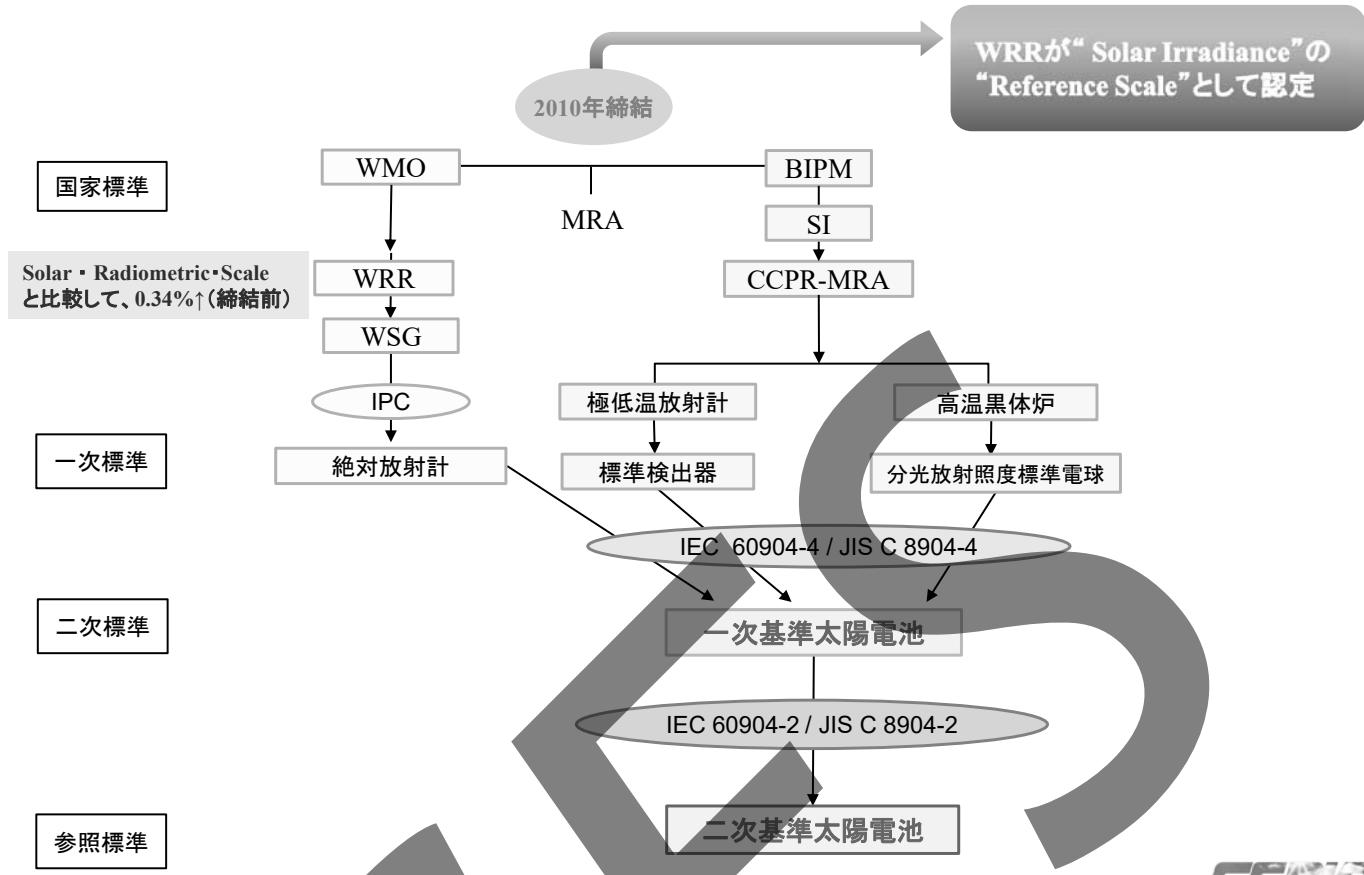 WRRが“ Solar Irradiance”の
“Reference Scale”として認定
2010年締結
国家標準
WMO
BIPM
MRA
SI
Solar・Radiometric・Scale
と比較して、0.34%↑(締結前)
WRR
CCPR-MRA
WSG
IPC
極低温放射計
高温黒体炉
一次標準
絶対放射計
標準検出器
分光放射照度標準電球
IEC 60904-4 / JIS C 8904-4
二次標準
一次基準太陽電池
IEC 60904-2 / JIS C 8904-2
参照標準
二次基準太陽電池